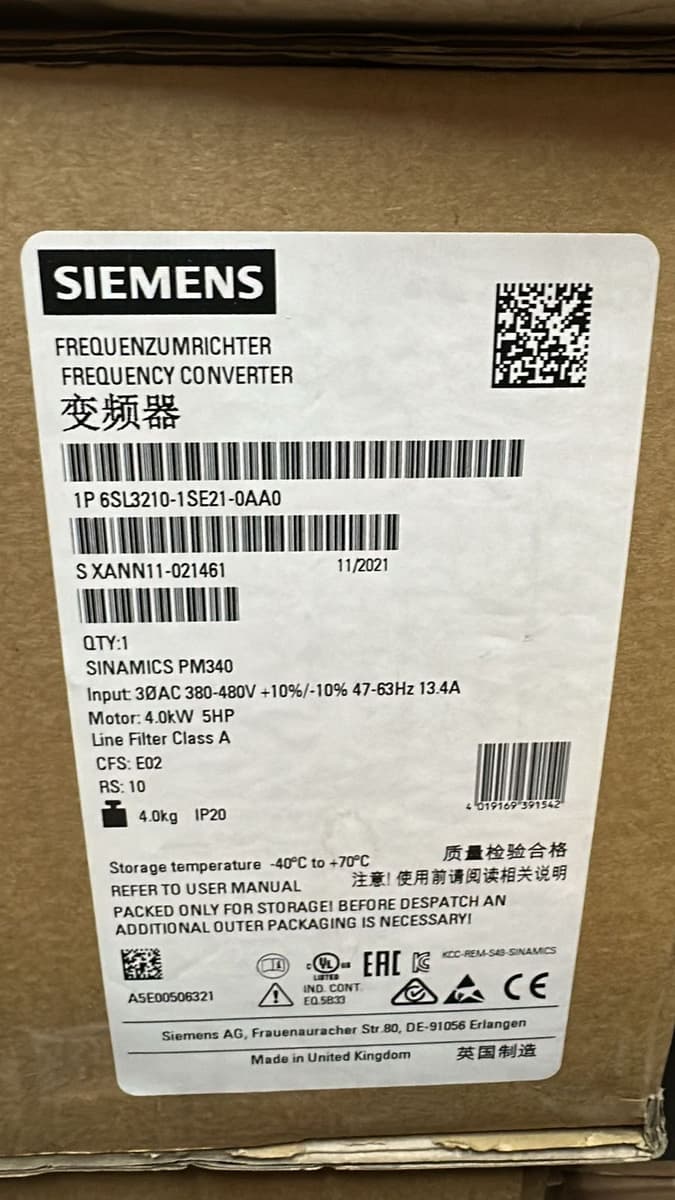 SIEMENS
FREQUENZUMRICHTER
FREQUENCY CONVERTER
变频器
1P 6SL3210-1SE21-0AA0
S XANN11-021461 11/2021
QTY:1
SINAMICS PM340
Input: 3ØAC 380-480V +10%/-10% 47-63Hz 13.4A
Motor: 4.0kW 5HP
Line Filter Class A
CFS: E02
RS: 10
4.0kg IP20
4 019169 391542
Storage temperature -40°C to +70°C 质量检验合格
REFER TO USER MANUAL 注意! 使用前请阅读相关说明
PACKED ONLY FOR STORAGE! BEFORE DESPATCH AN
ADDITIONAL OUTER PACKAGING IS NECESSARY!
A5E00506321
c UL us
LISTED
IND. CONT.
EQ.5B33
EAC
KCC-REM-S49-SINAMICS
CE
Siemens AG, Frauenauracher Str.80, DE-91056 Erlangen
Made in United Kingdom 英国制造